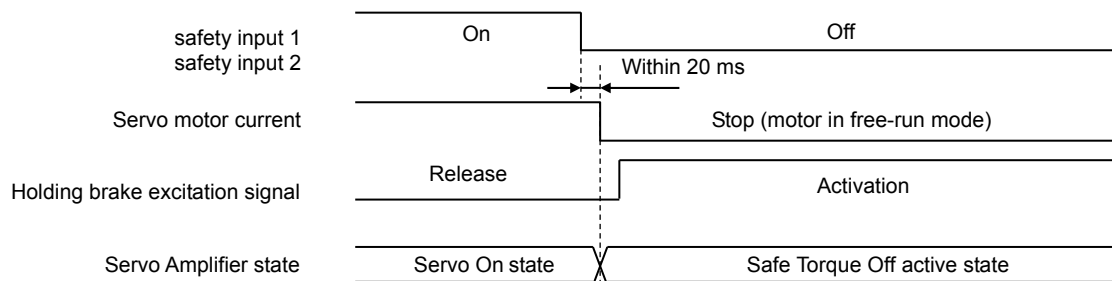 safety input 1
safety input 2
On
Off
Within 20 ms
Servo motor current
Stop (motor in free-run mode)
Holding brake excitation signal
Release
Activation
Servo Amplifier state
Servo On state
Safe Torque Off active state